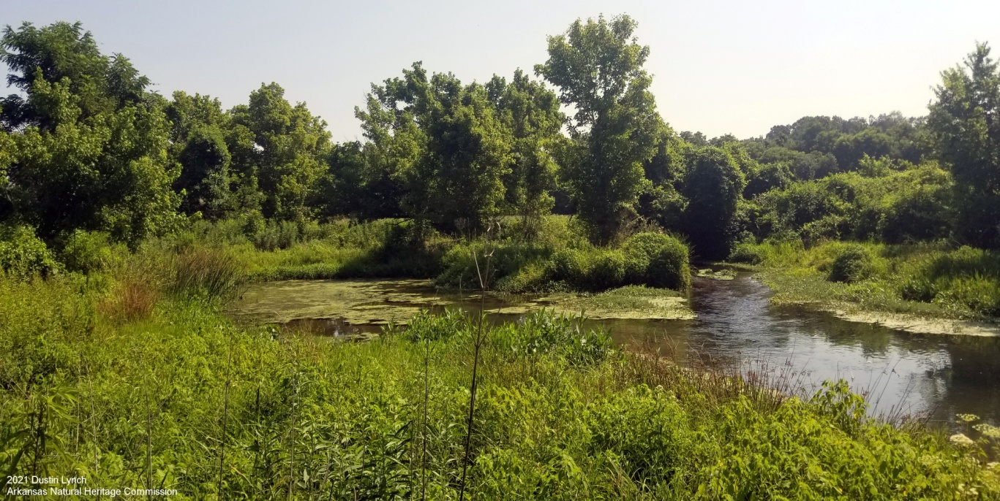 2021 Dustin Lynch
Arkansas Natural Heritage Commission